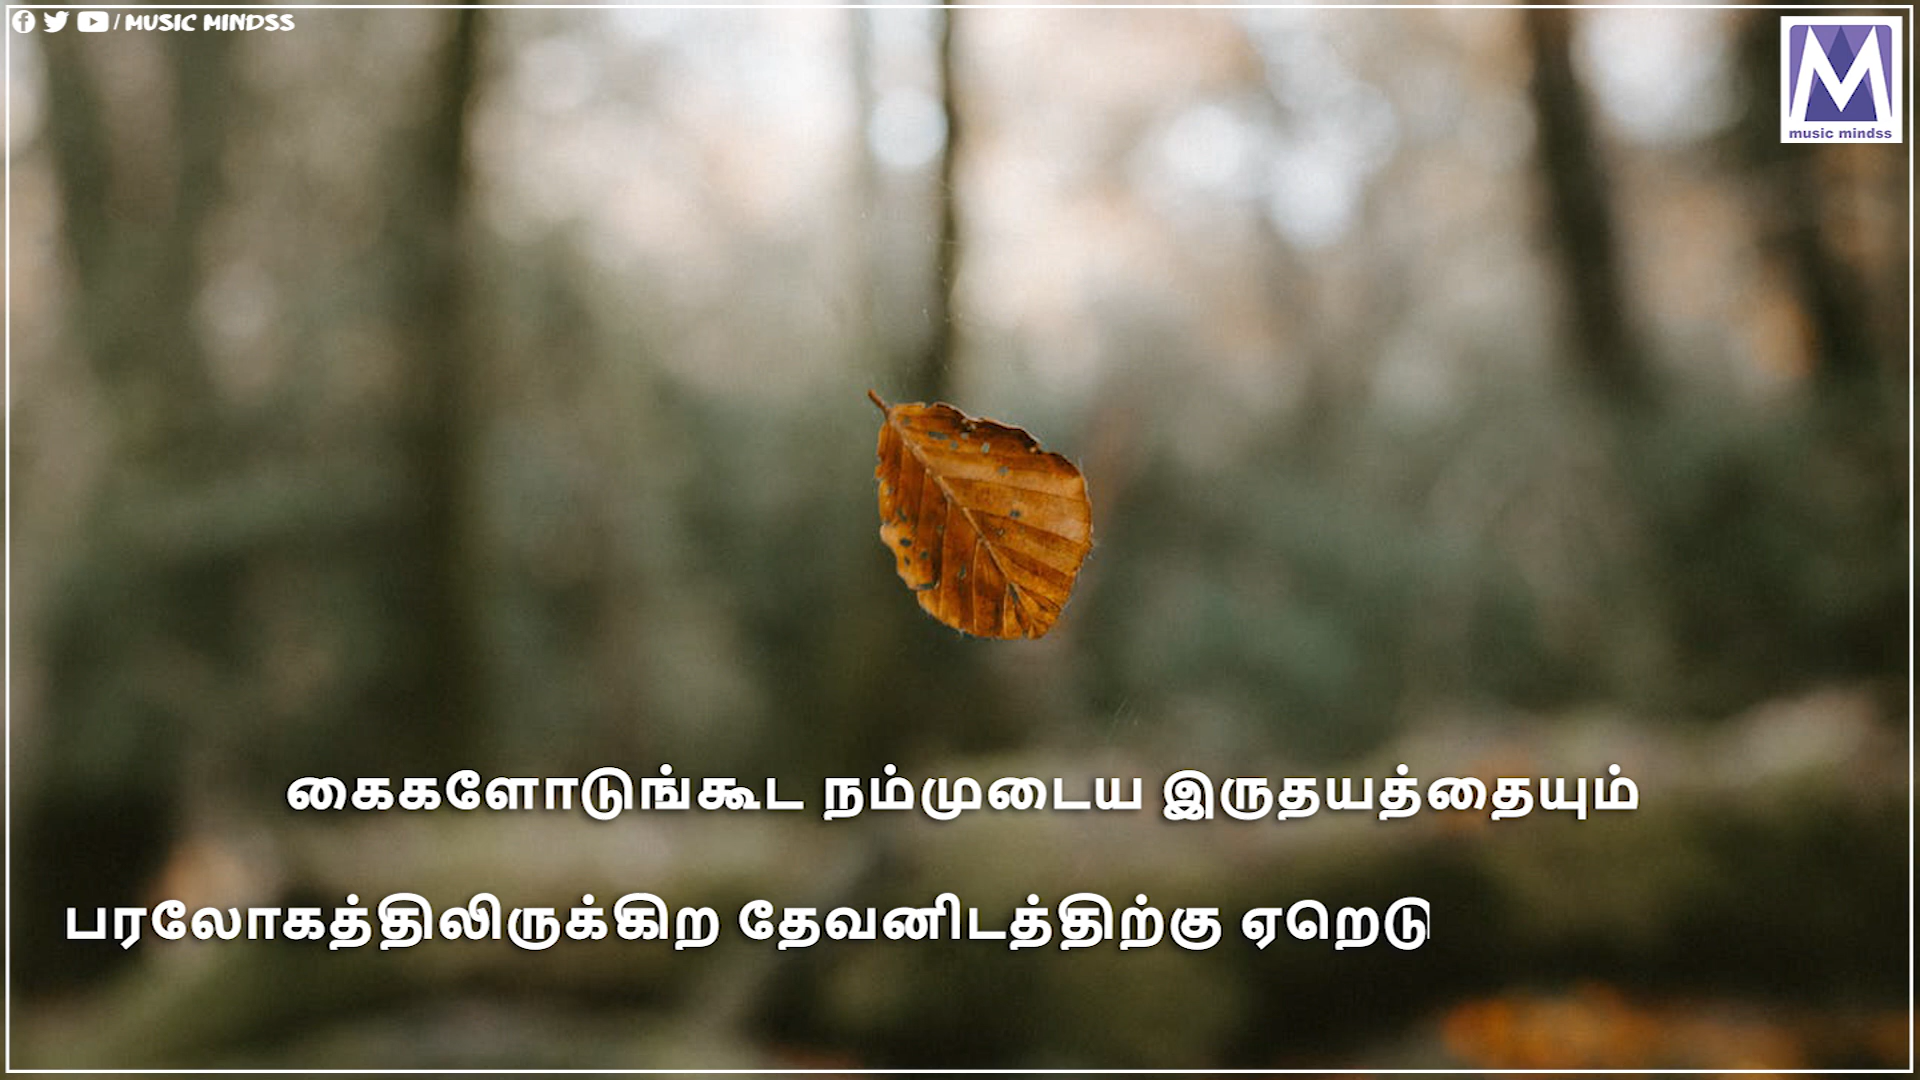 / MUSIC MINDSS
music mindss
கைகளோடுங்கூட நம்முடைய இருதயத்தையும்
பரலோகத்திலிருக்கிற தேவனிடத்திற்கு ஏறெடு